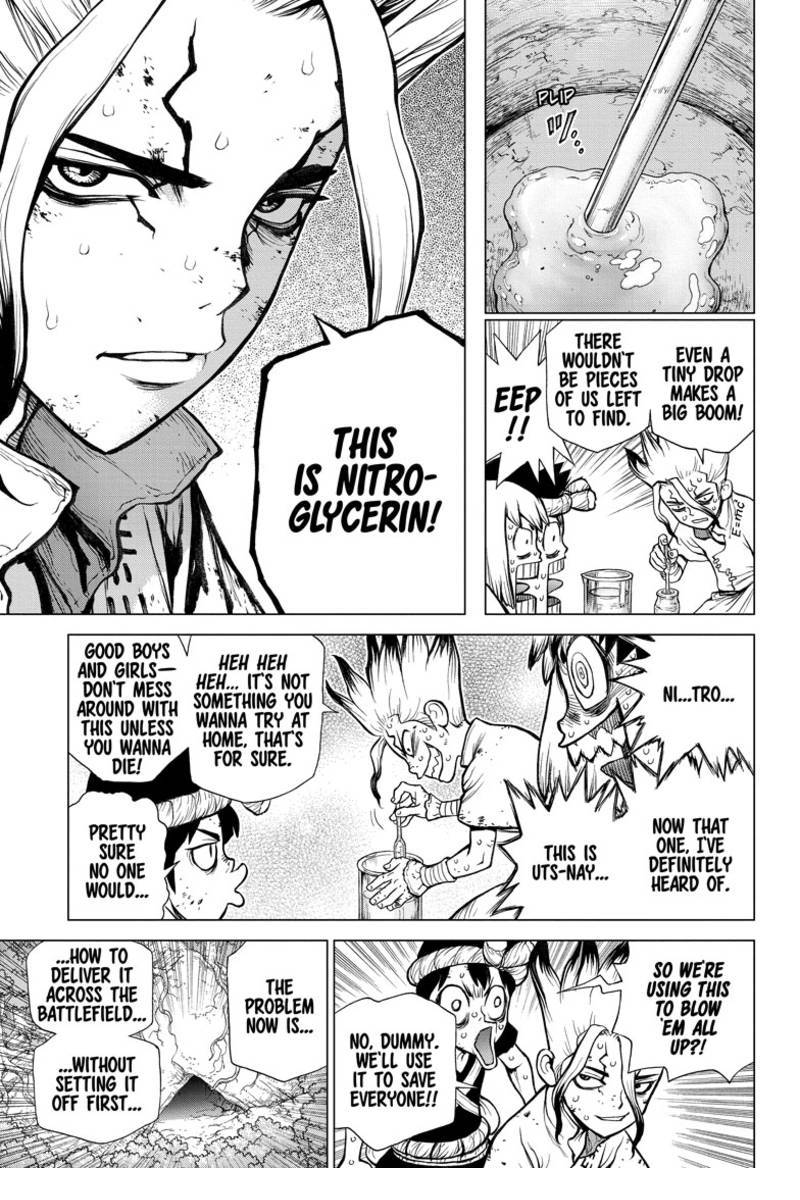 PLIP
EVEN A
TINY DROP
MAKES A
BIG BOOM!
THERE
WOULDN'T
BE PIECES
OF US LEFT
TO FIND.
EEP
!!
E=mc
THIS
IS NITRO-
GLYCERIN!
NI...TRO...
NOW THAT
ONE, I'VE
DEFINITELY
HEARD OF.
THIS IS
UTS-NAY...
HEH HEH
HEH... IT'S NOT
SOMETHING YOU
WANNA TRY AT
HOME, THAT'S
FOR SURE.
GOOD BOYS
AND GIRLS—
DON'T MESS
AROUND WITH
THIS UNLESS
YOU WANNA
DIE!
PRETTY
SURE
NO ONE
WOULD...
SO WE'RE
USING THIS
TO BLOW
'EM ALL
UP?!
NO, DUMMY.
WE'LL USE
IT TO SAVE
EVERYONE!!
THE
PROBLEM
NOW IS...
...HOW TO
DELIVER IT
ACROSS THE
BATTLEFIELD...
...WITHOUT
SETTING IT
OFF FIRST...